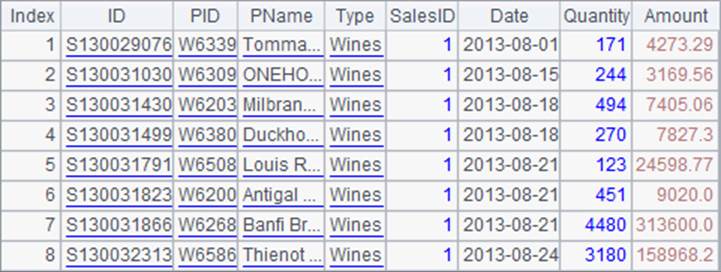 Index ID PID PName Type SalesID Date Quantity Amount
1 S130029076 W6339 Tomma... Wines 1 2013-08-01 171 4273.29
2 S130031030 W6309 ONEHO... Wines 1 2013-08-15 244 3169.56
3 S130031430 W6203 Milbran... Wines 1 2013-08-18 494 7405.06
4 S130031499 W6380 Duckho... Wines 1 2013-08-18 270 7827.3
5 S130031791 W6508 Louis R... Wines 1 2013-08-21 123 24598.77
6 S130031823 W6200 Antigal ... Wines 1 2013-08-21 451 9020.0
7 S130031866 W6268 Banfi Br... Wines 1 2013-08-21 4480 313600.0
8 S130032313 W6586 Thienot ... Wines 1 2013-08-24 3180 158968.2